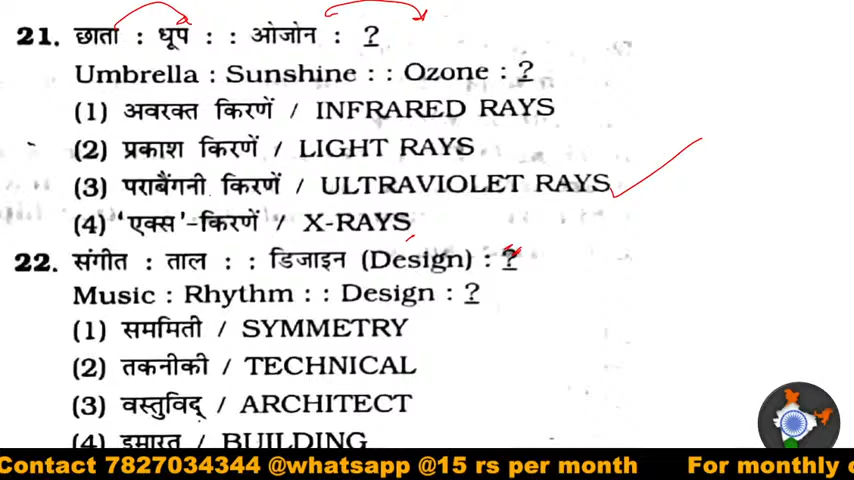 21. छाता : धूप : : ओजोन : ?
Umbrella : Sunshine : : Ozone : ?
(1) अवरक्त किरणें / INFRARED RAYS
(2) प्रकाश किरणें / LIGHT RAYS
(3) पराबैंगनी किरणें / ULTRAVIOLET RAYS
(4) 'एक्स'-किरणें / X-RAYS
22. संगीत : ताल : : डिजाइन (Design) : ?
Music : Rhythm : : Design : ?
(1) सममिती / SYMMETRY
(2) तकनीकी / TECHNICAL
(3) वस्तुविद् / ARCHITECT
(4) इमारत / BUILDING
Contact 7827034344 @whatsapp @15 rs per month For monthly